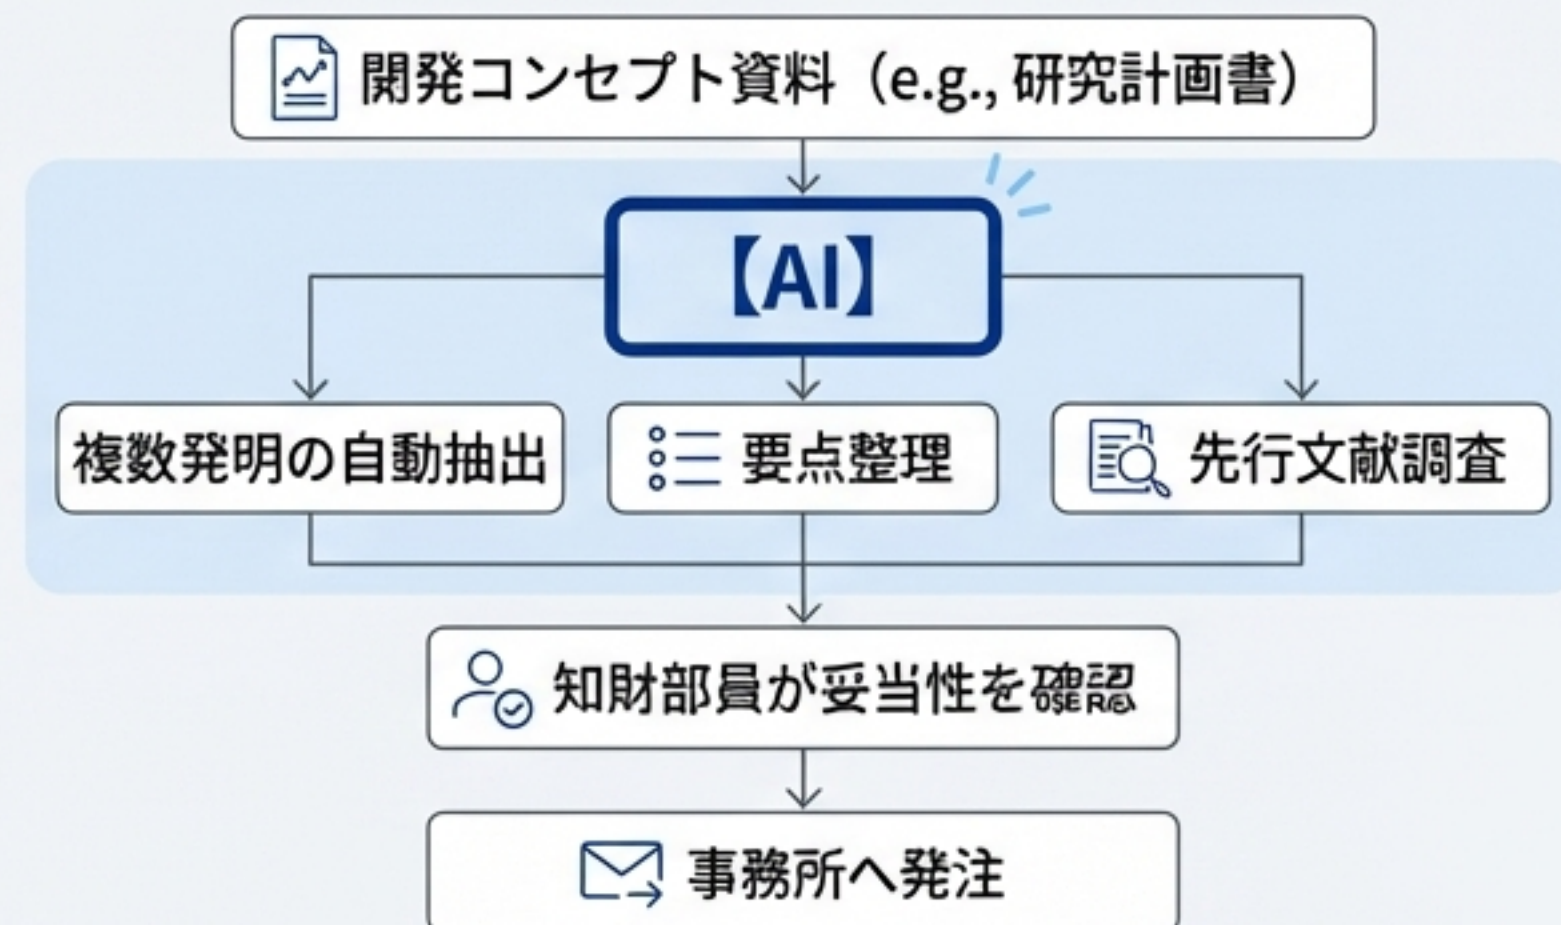 開発コンセプト資料（e.g., 研究計画書）
【AI】
複数発明の自動抽出
要点整理
先行文献調査
知財部員が妥当性を
事務所へ発注